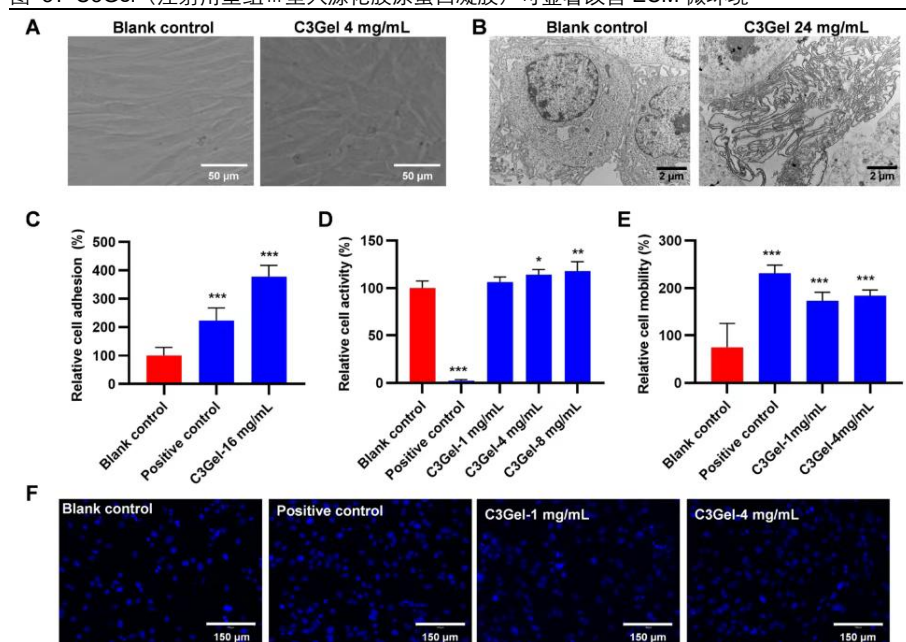 A
Blank control
C3Gel 4 mg/mL
50 μm
50 μm
B
Blank control
C3Gel 24 mg/mL
2 μm
2 μm
C
Relative cell adhesion (%)
500
400
300
200
100
0
***
***
Blank control
Positive control
C3Gel-16 mg/mL
D
Relative cell activity (%)
150
100
50
0
***
*
**
Blank control
Positive control
C3Gel-1 mg/mL
C3Gel-4 mg/mL
C3Gel-8 mg/mL
E
Relative cell mobility (%)
300
200
100
0
***
***
***
Blank control
Positive control
C3Gel-1mg/mL
C3Gel-4mg/mL
F
Blank control
Positive control
C3Gel-1 mg/mL
C3Gel-4 mg/mL
150 μm
150 μm
150 μm
150 μm